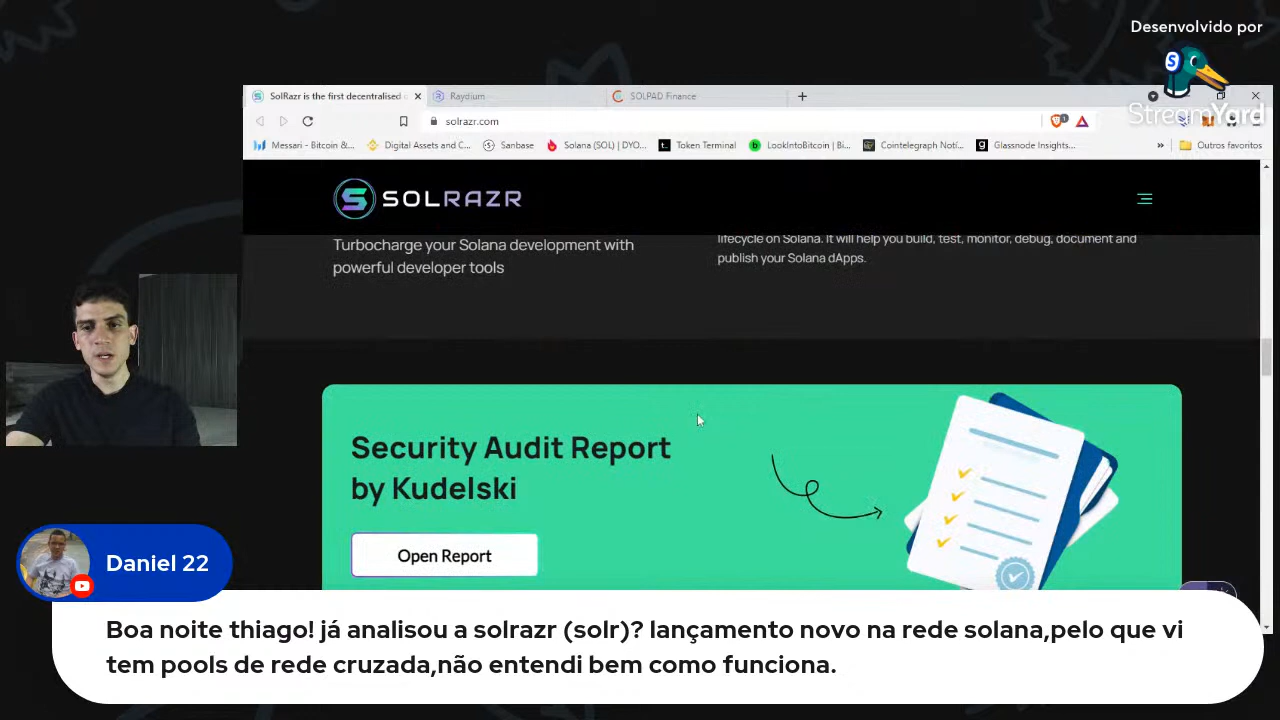 Desenvolvido por
StreamYard
SolRazr is the first decentralised
Raydium
SOLPAD Finance
solrazr.com
Messari - Bitcoin &...
Digital Assets and C...
Sanbase
Solana (SOL) | DYO...
Token Terminal
LookIntoBitcoin | Bi...
Cointelegraph Notí...
Glassnode Insights...
Outros favoritos
SOLRAZR
Turbocharge your Solana development with
powerful developer tools
lifecycle on Solana. It will help you build, test, monitor, debug, document and
publish your Solana dApps.
Security Audit Report
by Kudelski
Open Report
Daniel 22
Boa noite thiago! já analisou a solrazr (solr)? lançamento novo na rede solana,pelo que vi
tem pools de rede cruzada,não entendi bem como funciona.